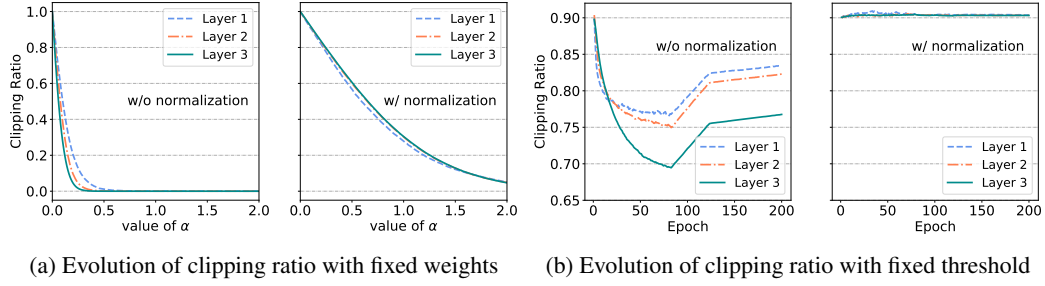 Clipping Ratio
1.0
0.8
0.6
0.4
0.2
0.0
Layer 1
Layer 2
Layer 3
w/o normalization
0.0 0.5 1.0 1.5 2.0
value of α
Layer 1
Layer 2
Layer 3
w/ normalization
0.0 0.5 1.0 1.5 2.0
value of α
(a) Evolution of clipping ratio with fixed weights
Clipping Ratio
0.90
0.85
0.80
0.75
0.70
0.65
w/o normalization
Layer 1
Layer 2
Layer 3
0 50 100 150 200
Epoch
w/ normalization
Layer 1
Layer 2
Layer 3
0 50 100 150 200
Epoch
(b) Evolution of clipping ratio with fixed threshold